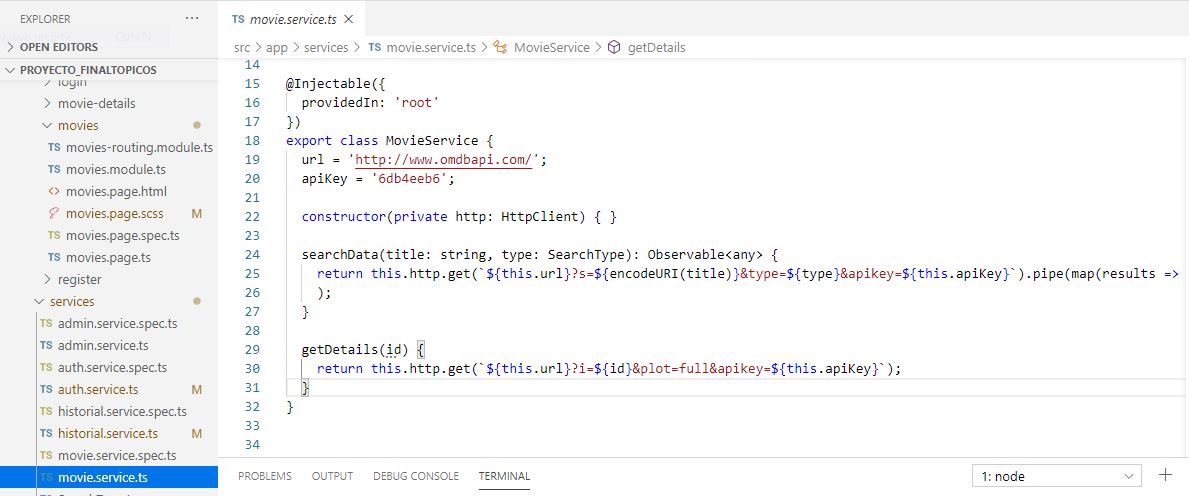 EXPLORER ...
Ctrl+N
OPEN EDITORS
PROYECTO_FINALTOPICOS
login
movie-details
movies
TS movies-routing.module.ts
TS movies.module.ts
<> movies.page.html
movies.page.scss M
TS movies.page.spec.ts
TS movies.page.ts
register
services
TS admin.service.spec.ts
TS admin.service.ts
TS auth.service.spec.ts
TS auth.service.ts M
TS historial.service.spec.ts
TS historial.service.ts M
TS movie.service.spec.ts
TS movie.service.ts
TS movie.service.ts ×
src > app > services > TS movie.service.ts > MovieService > getDetails
14
15 @Injectable({
16   providedIn: 'root'
17 })
18 export class MovieService {
19   url = 'http://www.omdbapi.com/';
20   apiKey = '6db4eeb6';
21
22   constructor(private http: HttpClient) { }
23
24   searchData(title: string, type: SearchType): Observable<any> {
25     return this.http.get(`${this.url}?s=${encodeURI(title)}&type=${type}&apikey=${this.apiKey}`).pipe(map(results =>
26     );
27   }
28
29   getDetails(id) {
30     return this.http.get(`${this.url}?i=${id}&plot=full&apikey=${this.apiKey}`);
31   }
32 }
33
34
PROBLEMS OUTPUT DEBUG CONSOLE TERMINAL 1: node +